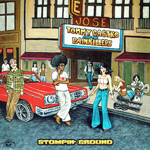 E
JOSE
TOMMY CASTRO
PAINKILLERS
STOMPIN' GROUND